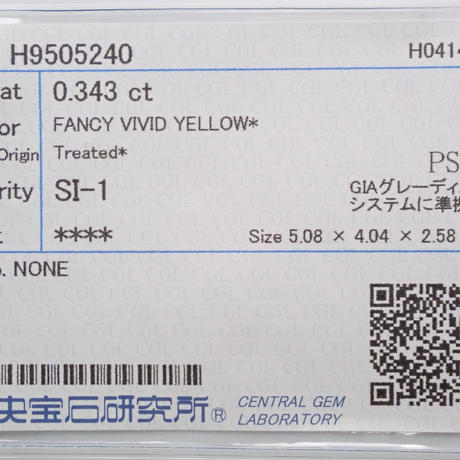 H9505240 H0414
at 0.343 ct
or FANCY VIVID YELLOW*
Origin Treated*
rity SI-1 PS
GIAグレーディ
システムに準拠
**** Size 5.08 × 4.04 × 2.58
o. NONE
央宝石研究所® CENTRAL GEM
LABORATORY